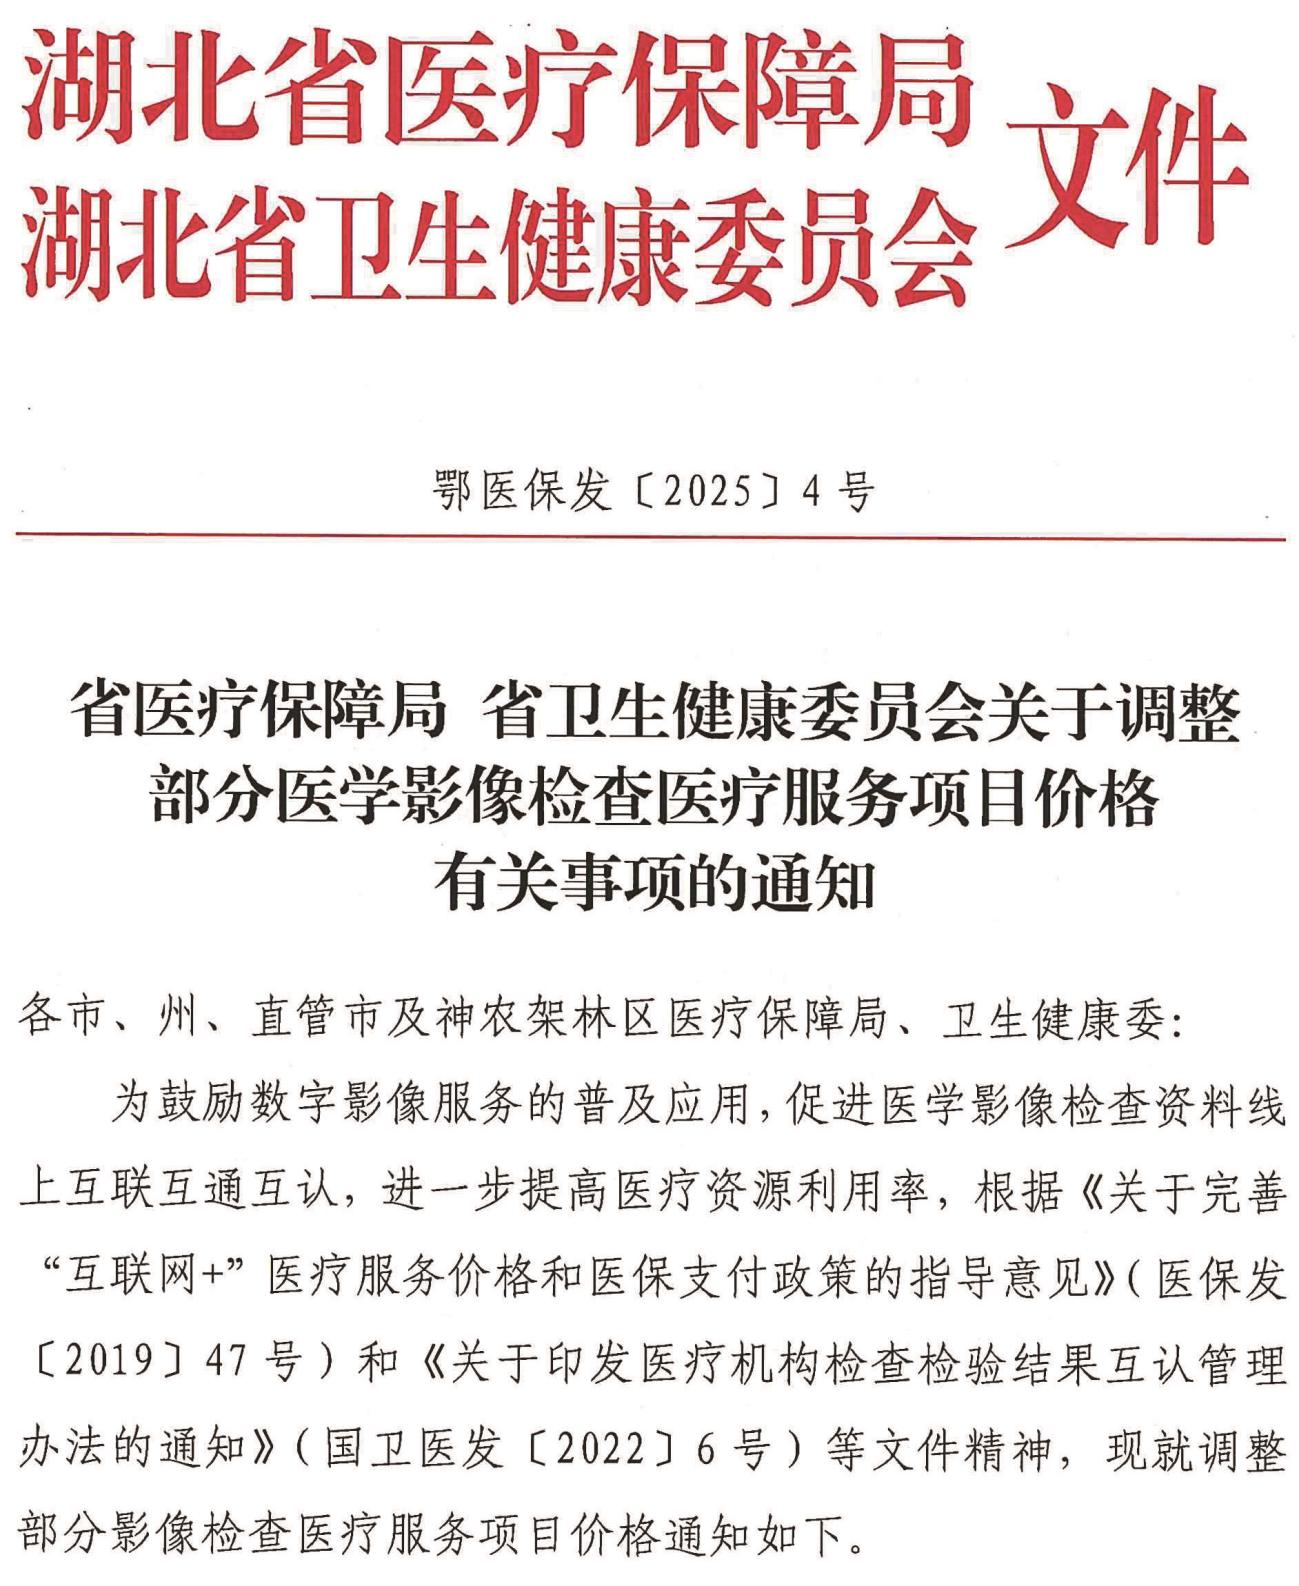 湖北省医疗保障局
湖北省卫生健康委员会
文件
鄂医保发〔2025〕4号
省医疗保障局 省卫生健康委员会关于调整
部分医学影像检查医疗服务项目价格
有关事项的通知
各市、州、直管市及神农架林区医疗保障局、卫生健康委：
为鼓励数字影像服务的普及应用，促进医学影像检查资料线
上互联互通互认，进一步提高医疗资源利用率，根据《关于完善
“互联网+”医疗服务价格和医保支付政策的指导意见》（医保发
〔2019〕47号）和《关于印发医疗机构检查检验结果互认管理
办法的通知》（国卫医发〔2022〕6号）等文件精神，现就调整
部分影像检查医疗服务项目价格通知如下。